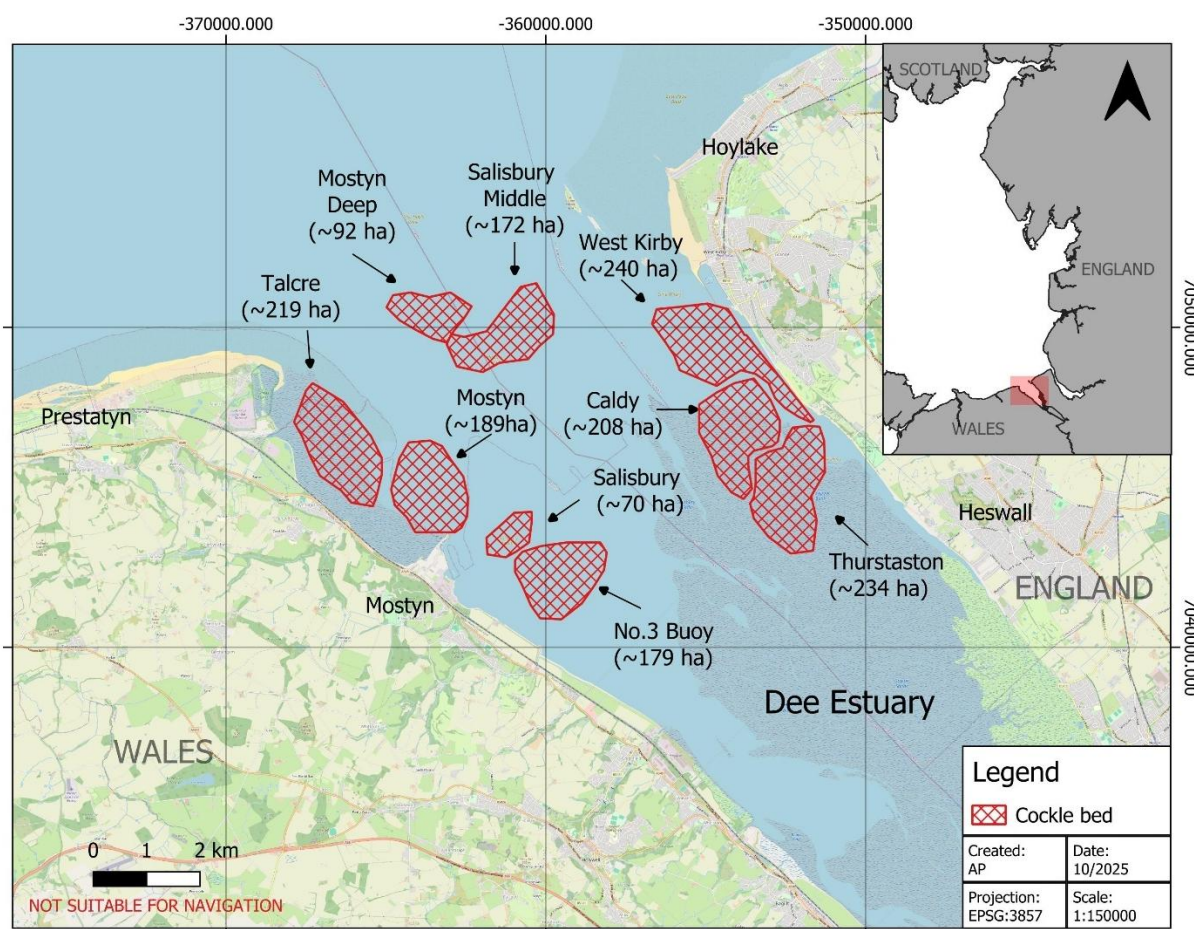 -370000.000
-360000.000
-350000.000
SCOTLAND
ENGLAND
WALES
7050000.000
7040000.000
Hoylake
Mostyn
Deep
(~92 ha)
Salisbury
Middle
(~172 ha)
West Kirby
(~240 ha)
Talcre
(~219 ha)
Prestatyn
Mostyn
(~189ha)
Caldy
(~208 ha)
Salisbury
(~70 ha)
Heswall
Thurstaston
(~234 ha)
ENGLAND
Mostyn
No.3 Buoy
(~179 ha)
Dee Estuary
WALES
0 1 2 km
NOT SUITABLE FOR NAVIGATION
Legend
Cockle bed
Created:
AP
Date:
10/2025
Projection:
EPSG:3857
Scale:
1:150000